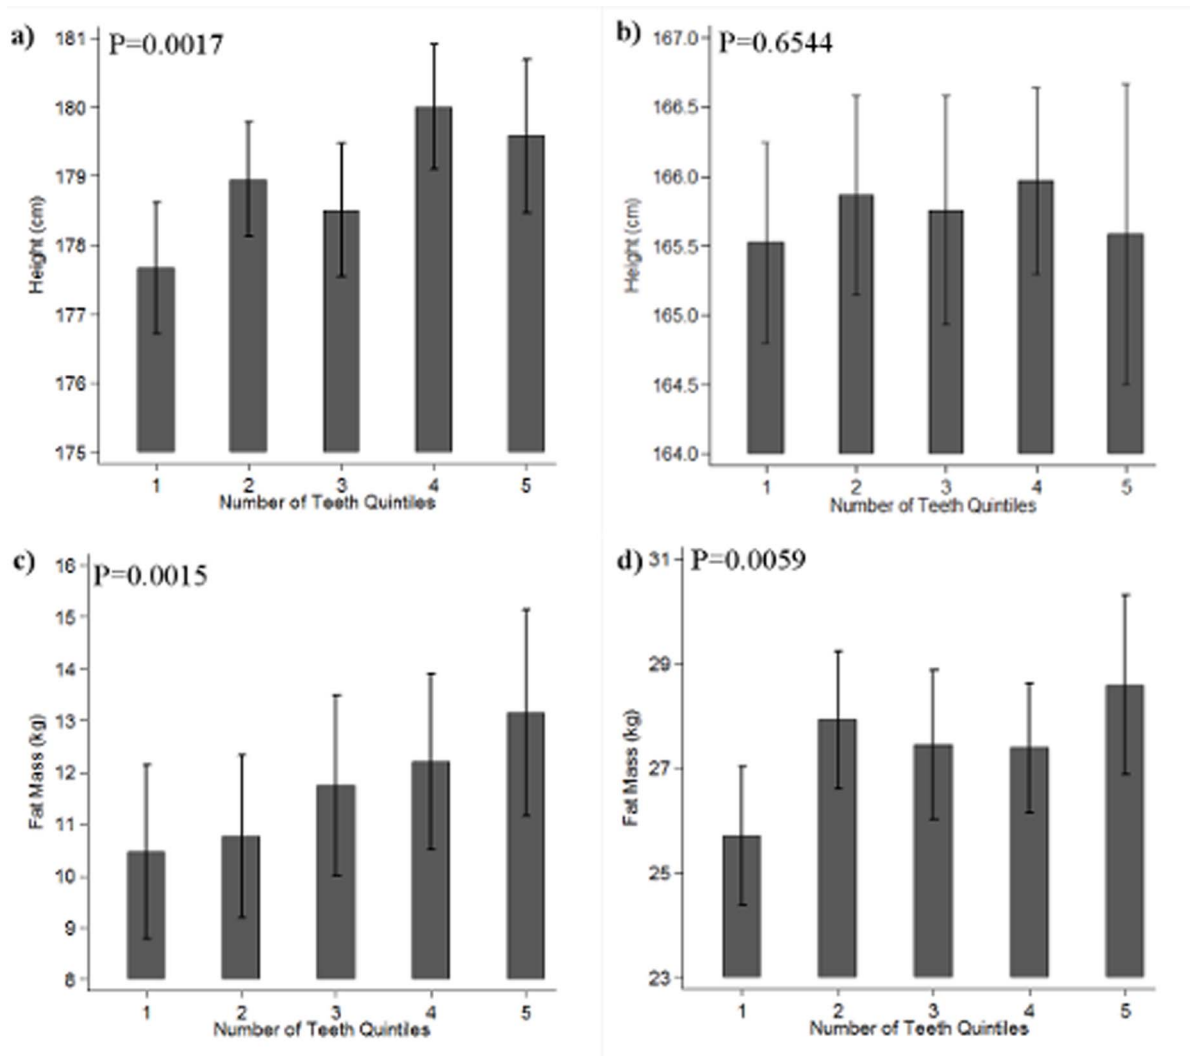 a)
P=0.0017
181
180
179
178
177
176
175
Height (cm)
1 2 3 4 5
Number of Teeth Quintiles
b)
P=0.6544
167.0
166.5
166.0
165.5
165.0
164.5
164.0
Height (cm)
1 2 3 4 5
Number of Teeth Quintiles
c)
P=0.0015
16
15
14
13
12
11
10
9
8
Fat Mass (kg)
1 2 3 4 5
Number of Teeth Quintiles
d)
P=0.0059
31
29
27
25
23
Fat Mass (kg)
1 2 3 4 5
Number of Teeth Quintiles